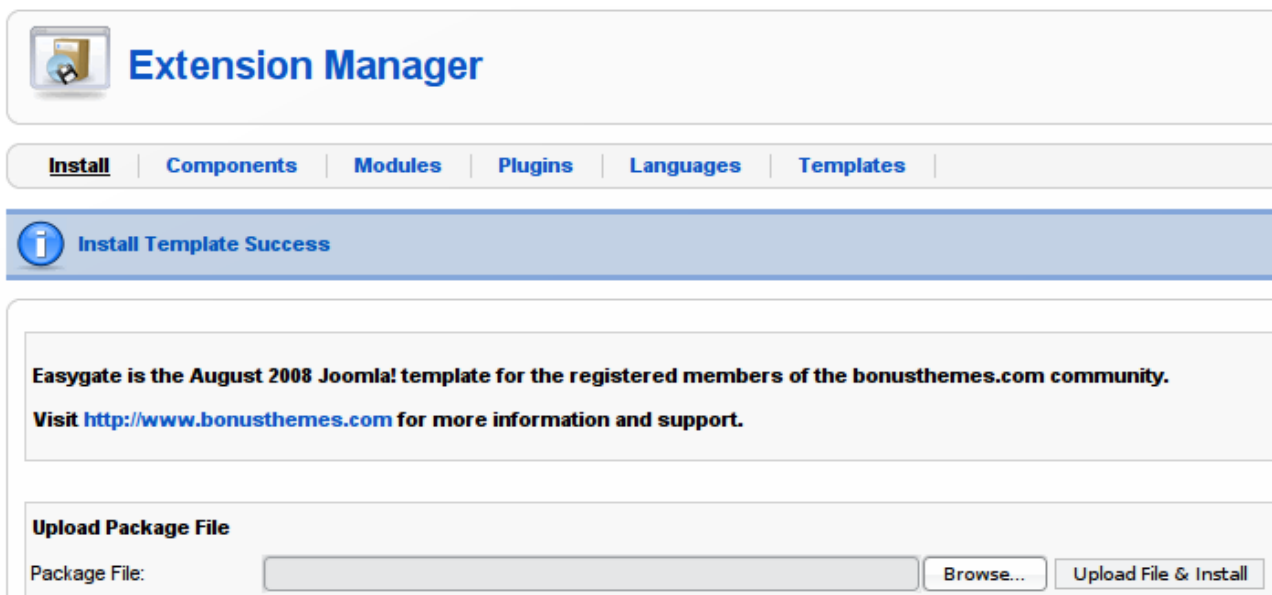 Extension Manager
Install Components Modules Plugins Languages Templates
Install Template Success
Easygate is the August 2008 Joomla! template for the registered members of the bonusthemes.com community.
Visit http://www.bonusthemes.com for more information and support.
Upload Package File
Package File: Browse... Upload File & Install